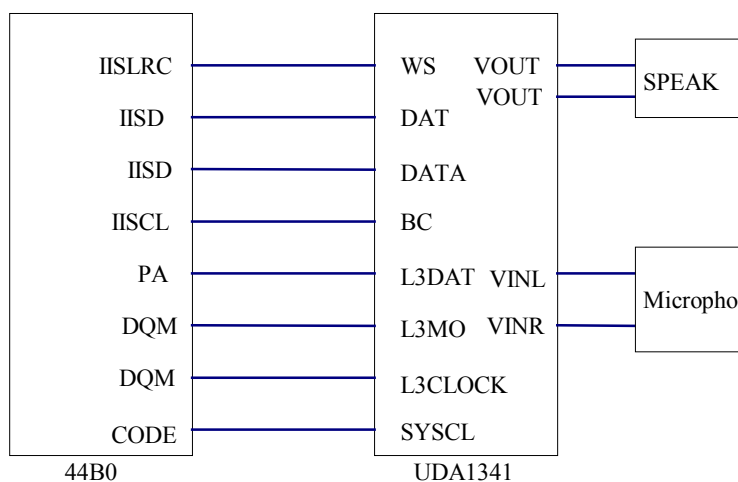 IISLRC WS VOUT
VOUT
SPEAK
IISD DAT
IISD DATA
IISCL BC
PA L3DAT VINL
Micropho
DQM L3MO VINR
DQM L3CLOCK
CODE SYSCL
44B0 UDA1341